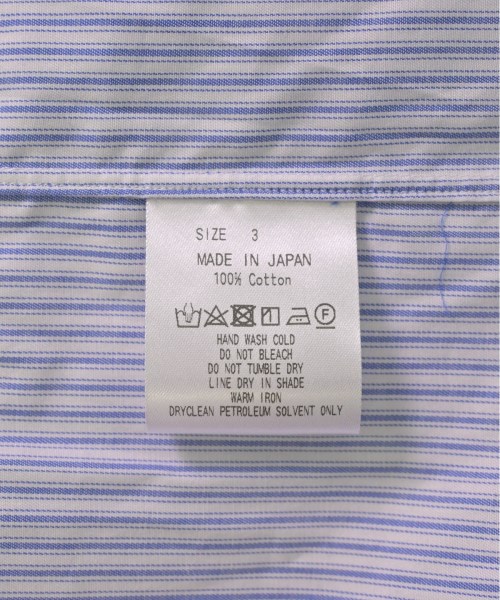 SIZE 3
MADE IN JAPAN
100% Cotton
F
HAND WASH COLD
DO NOT BLEACH
DO NOT TUMBLE DRY
LINE DRY IN SHADE
WARM IRON
DRYCLEAN PETROLEUM SOLVENT ONLY